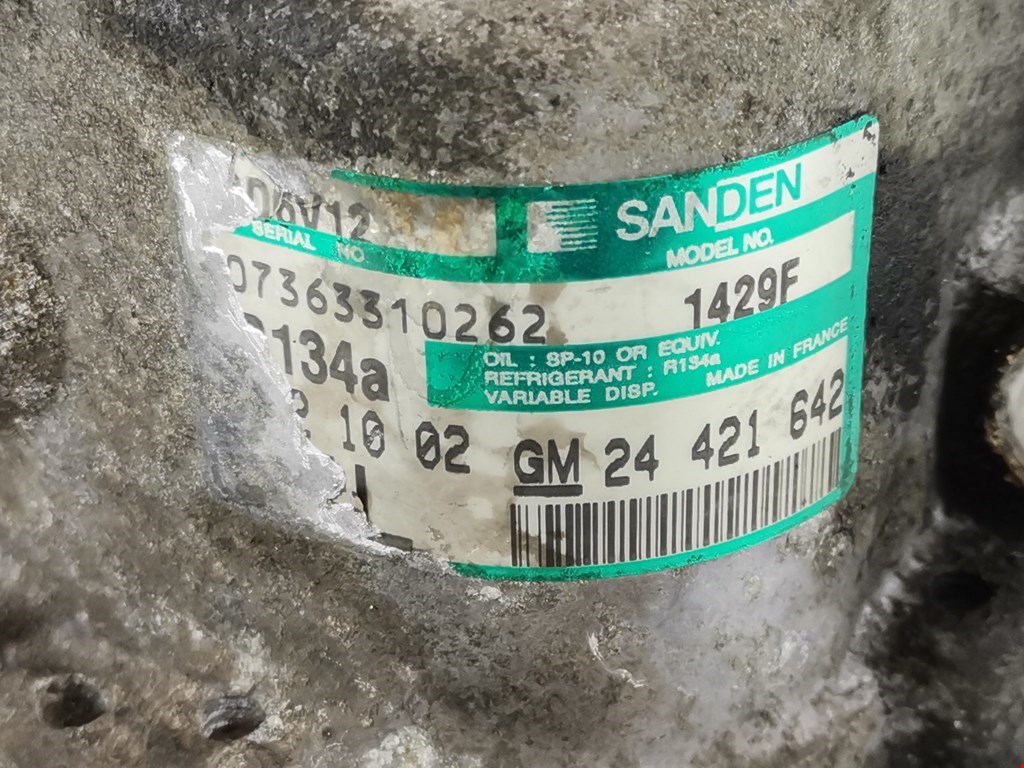 D6V12 SANDEN
SERIAL NO. MODEL NO.
07363310262 1429F
R134a
OIL : SP-10 OR EQUIV.
REFRIGERANT : R134a
VARIABLE DISP. MADE IN FRANCE
10 02 GM 24 421 642